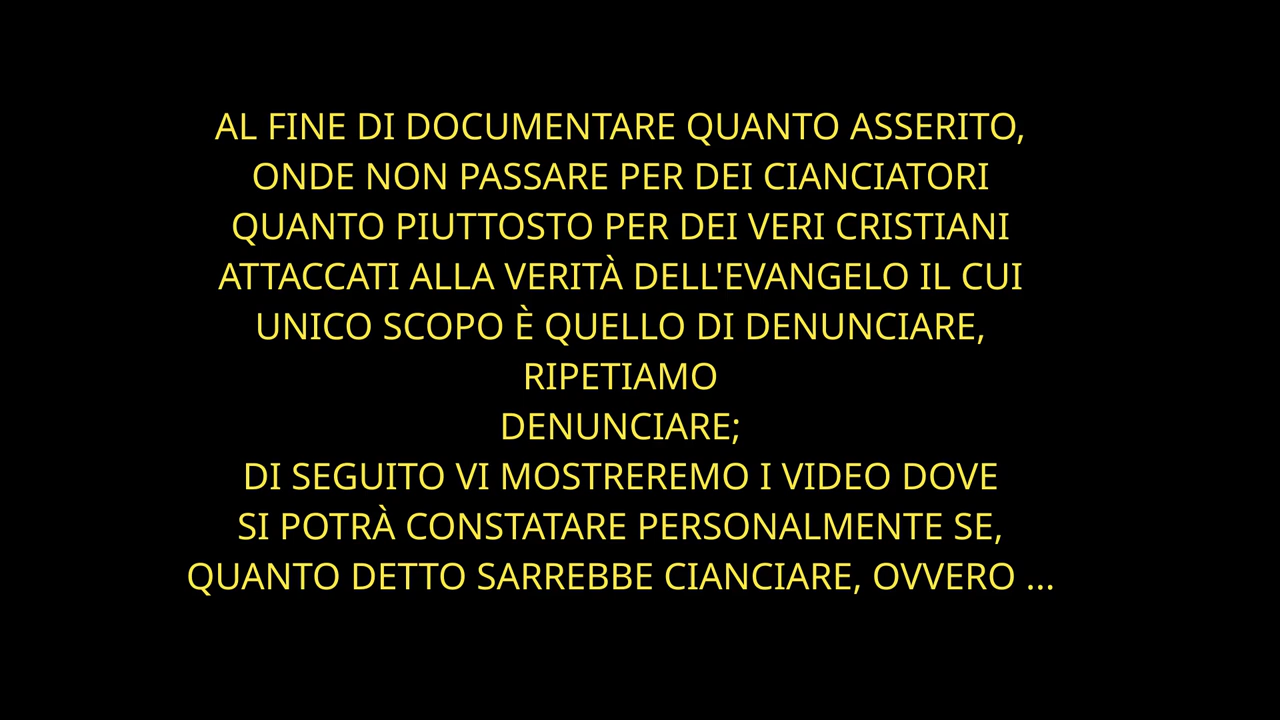 AL FINE DI DOCUMENTARE QUANTO ASSERITO,
ONDE NON PASSARE PER DEI CIANCIATORI
QUANTO PIUTTOSTO PER DEI VERI CRISTIANI
ATTACCATI ALLA VERITÀ DELL'EVANGELO IL CUI
UNICO SCOPO È QUELLO DI DENUNCIARE,
RIPETIAMO
DENUNCIARE;
DI SEGUITO VI MOSTREREMO I VIDEO DOVE
SI POTRÀ CONSTATARE PERSONALMENTE SE,
QUANTO DETTO SARREBBE CIANCIARE, OVVERO ...